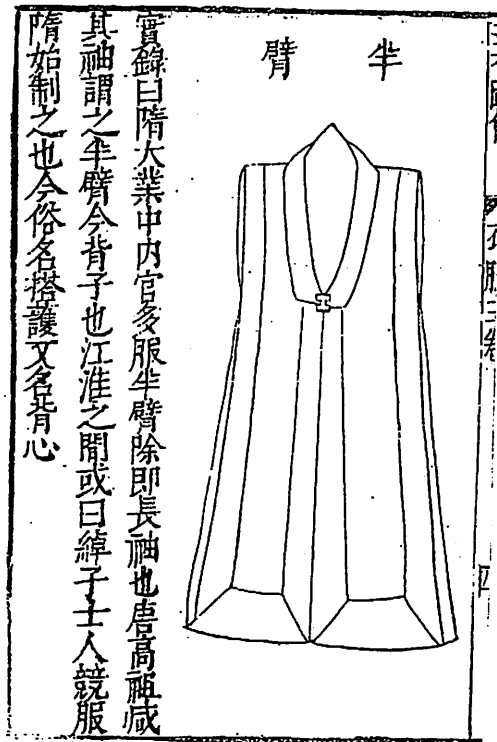 半臂
實錄曰隋大業中内官多服半臂除即長袖也唐高祖咸
其袖謂之半臂今背子也江淮之間或曰綽子士人競服
隋始制之也今俗名搭護又名背心